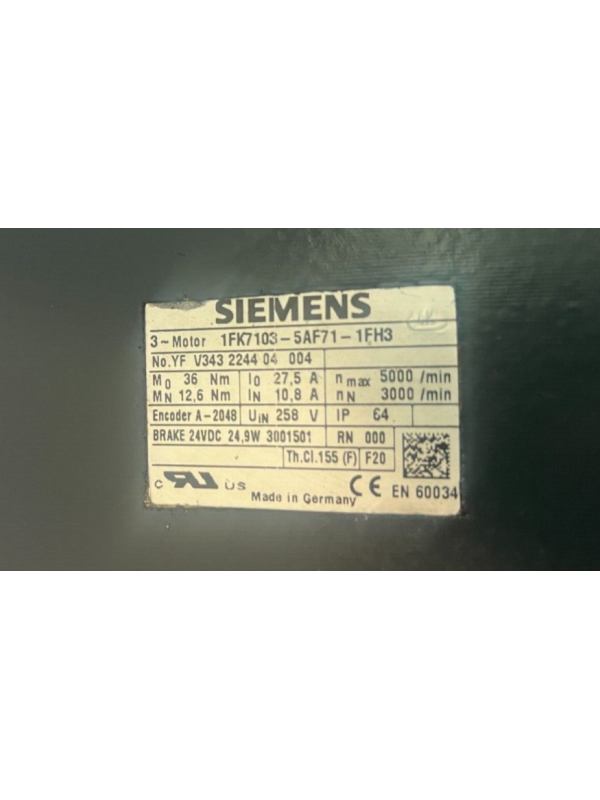 SIEMENS
3~Motor 1FK7103-5AF71-1FH3
No.YF V343 2244 04 004
M0 36 Nm I0 27,5 A nmax 5000 /min
MN 12,6 Nm IN 10,8 A nN 3000 /min
Encoder A-2048 UIN 258 V IP 64
BRAKE 24VDC 24,9W 3001501 RN 000
Th.Cl.155 (F) F20
c US CE EN 60034
Made in Germany